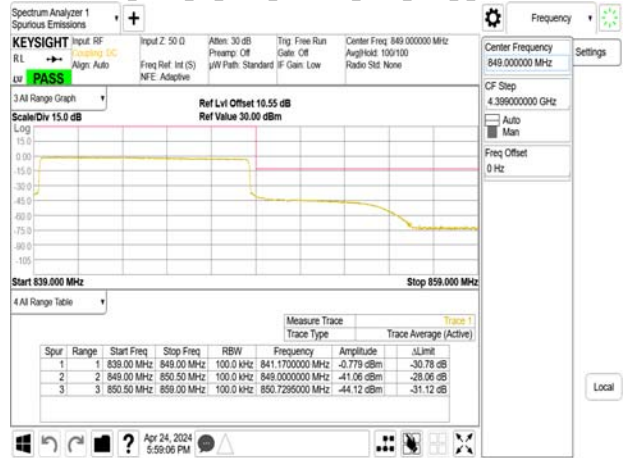 Spectrum Analyzer 1
Spurious Emissions
+
Frequency
KEYSIGHT Input: RF Input Z: 50 Ω Atten: 30 dB Trig: Free Run Center Freq: 849.000000 MHz
RL Coupling: DC Preamp: Off Gate: Off Avg|Hold: 100/100
Align: Auto Freq Ref: Int (S) µW Path: Standard IF Gain: Low Radio Std: None
NFE: Adaptive
PASS
Center Frequency
849.000000 MHz
Settings
CF Step
4.399000000 GHz
Auto
Man
Freq Offset
0 Hz
Local
3 All Range Graph
Ref Lvl Offset 10.55 dB
Scale/Div 15.0 dB Ref Value 30.00 dBm
Log
15.0
0.00
-15.0
-30.0
-45.0
-60.0
-75.0
-90.0
-105
Start 839.000 MHz Stop 859.000 MHz
4 All Range Table
Measure Trace Trace 1
Trace Type Trace Average (Active)
Spur Range Start Freq Stop Freq RBW Frequency Amplitude ΔLimit
1 1 839.00 MHz 849.00 MHz 100.0 kHz 841.1700000 MHz -0.779 dBm -30.78 dB
2 2 849.00 MHz 850.50 MHz 100.0 kHz 849.0000000 MHz -41.06 dBm -28.06 dB
3 3 850.50 MHz 859.00 MHz 100.0 kHz 850.7295000 MHz -44.12 dBm -31.12 dB
? Apr 24, 2024
5:59:06 PM